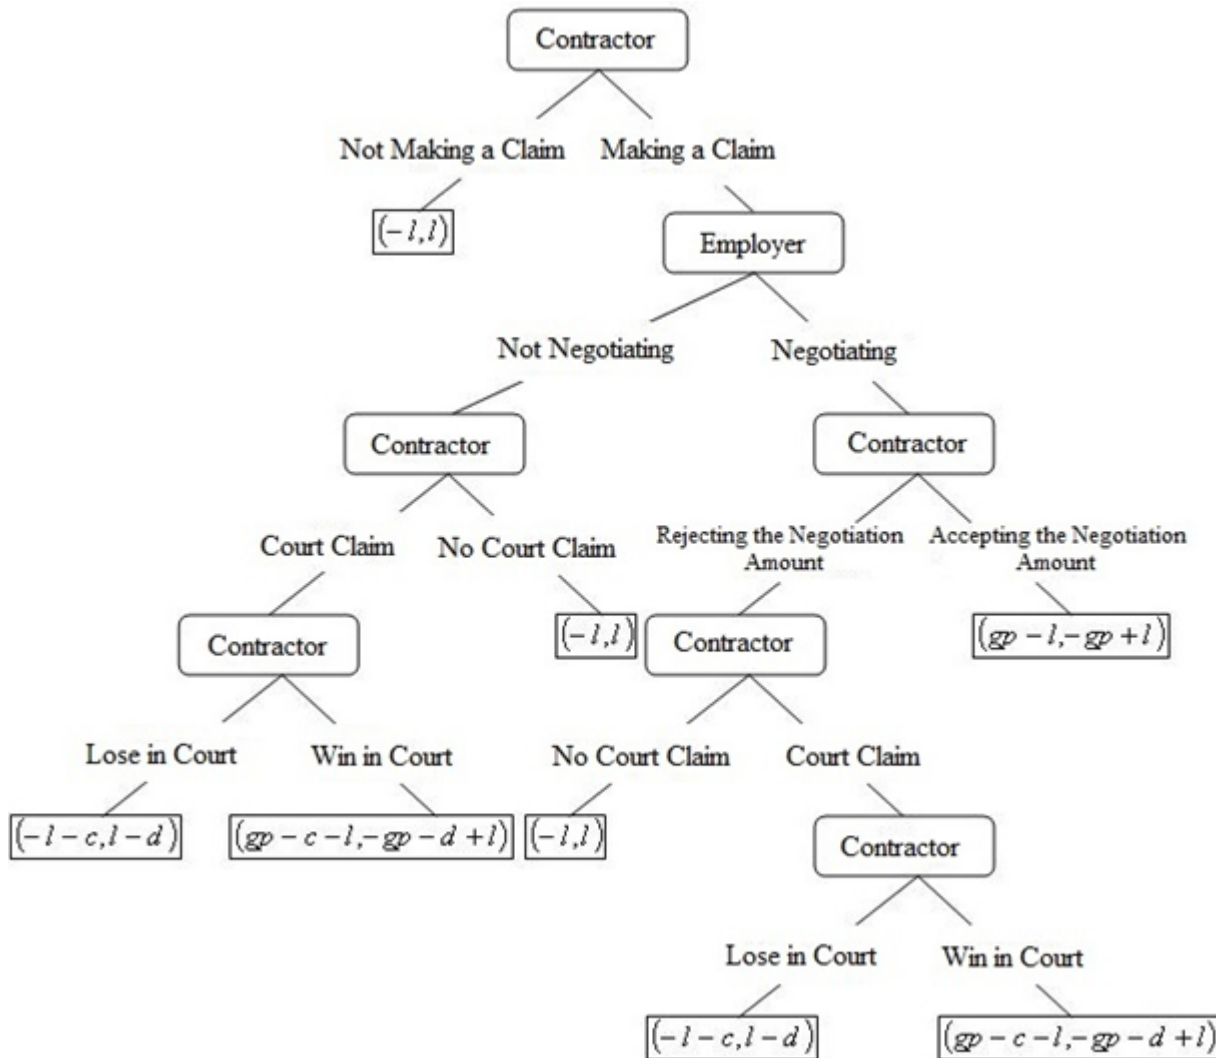 Contractor
Not Making a Claim
Making a Claim
(-l,l)
Employer
Not Negotiating
Negotiating
Contractor
Contractor
Court Claim
No Court Claim
Rejecting the Negotiation
Amount
Accepting the Negotiation
Amount
Contractor
(-l,l)
Contractor
(gp-l,-gp+l)
Lose in Court
Win in Court
No Court Claim
Court Claim
(-l-c,l-d)
(gp-c-l,-gp-d+l)
(-l,l)
Contractor
Lose in Court
Win in Court
(-l-c,l-d)
(gp-c-l,-gp-d+l)